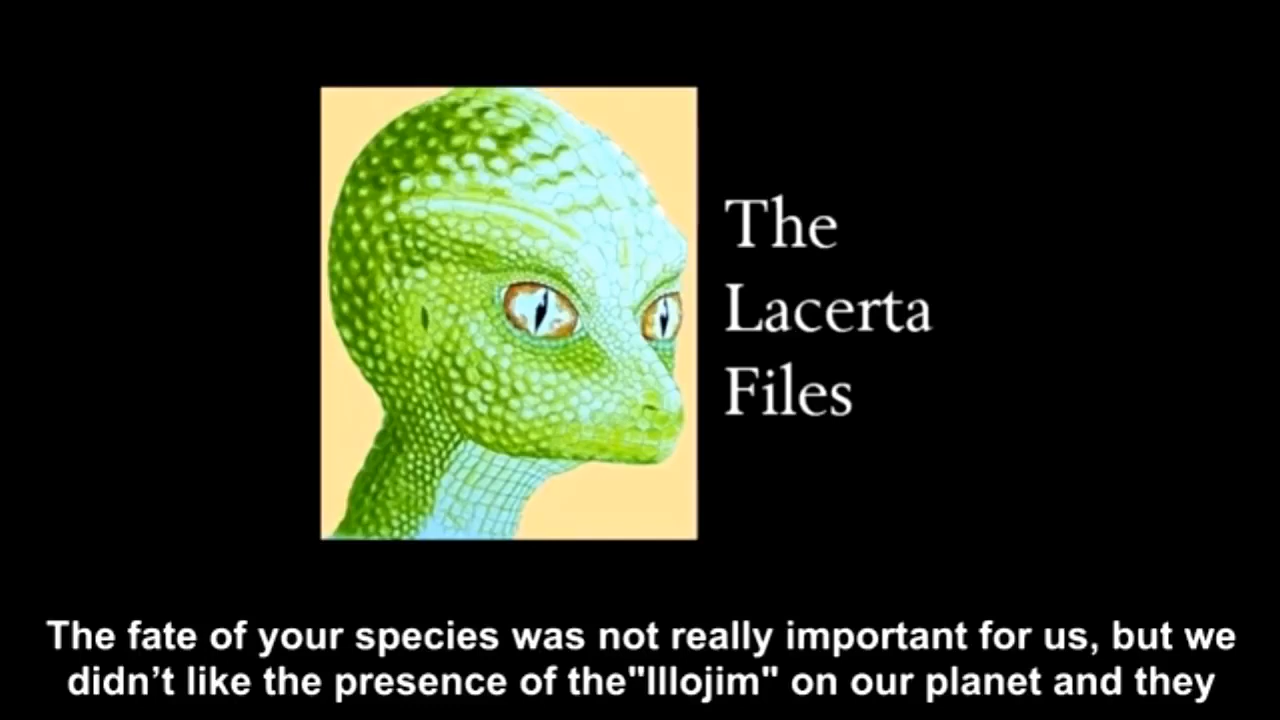 The
Lacerta
Files
The fate of your species was not really important for us, but we
didn’t like the presence of the"Illojim" on our planet and they